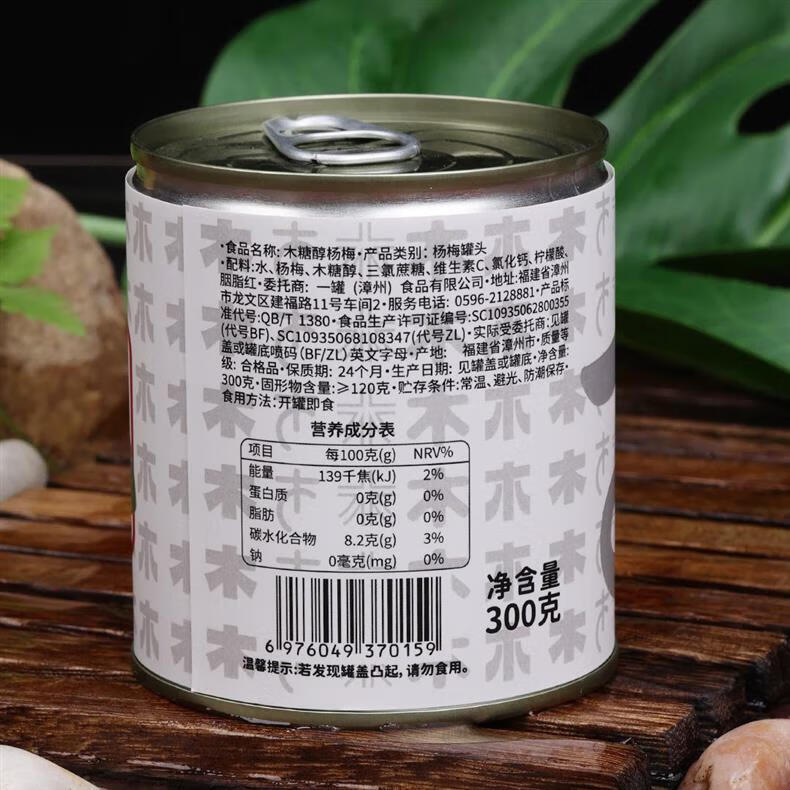 ·食品名称: 木糖醇杨梅·产品类别: 杨梅罐头
·配料:水、杨梅、木糖醇、三氯蔗糖、维生素C、氯化钙、柠檬酸、
胭脂红·委托商: 一罐（漳州）食品有限公司·地址:福建省漳州
市龙文区建福路11号车间2·服务电话: 0596-2128881·产品标
准代号:QB/T 1380·食品生产许可证编号:SC10935062800355
(代号BF)、SC10935068108347(代号ZL)·实际受委托商: 见罐
盖或罐底喷码 (BF/ZL) 英文字母·产地: 福建省漳州市·质量等
级: 合格品·保质期: 24个月·生产日期: 见罐盖或罐底·净含量:
300克·固形物含量:≥120克·贮存条件:常温、避光、防潮保存·
食用方法: 开罐即食
营养成分表
项目 每100克(g) NRV%
能量 139千焦(kJ) 2%
蛋白质 0克(g) 0%
脂肪 0克(g) 0%
碳水化合物 8.2克(g) 3%
钠 0毫克(mg) 0%
净含量
300克
6 976049 370159
温馨提示:若发现罐盖凸起, 请勿食用。